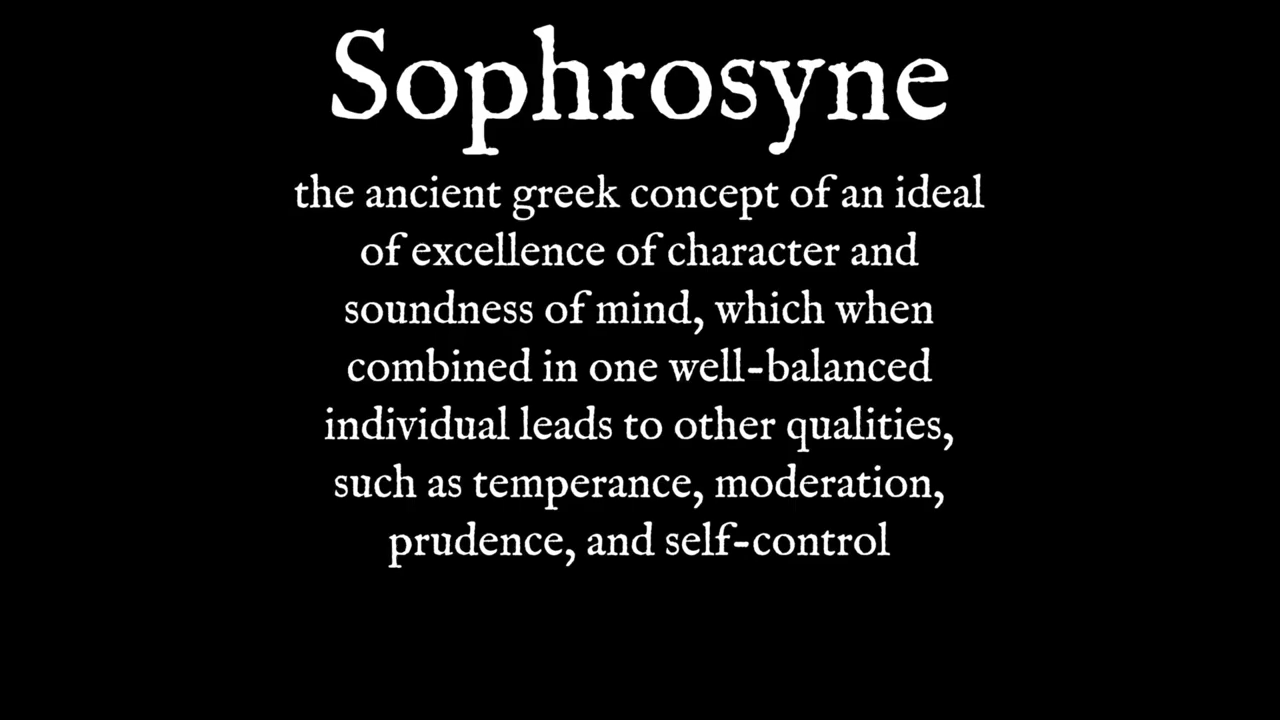 Sophrosyne
the ancient greek concept of an ideal
of excellence of character and
soundness of mind, which when
combined in one well-balanced
individual leads to other qualities,
such as temperance, moderation,
prudence, and self-control